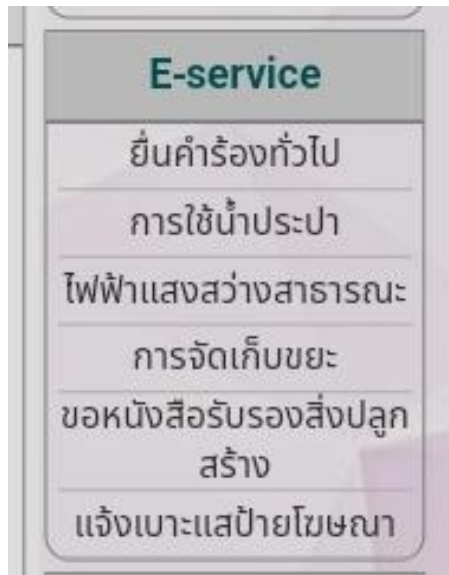 E-service
ยื่นคำร้องทั่วไป
การใช้น้ำประปา
ไฟฟ้าแสงสว่างสาธารณะ
การจัดเก็บขยะ
ขอหนังสือรับรองสิ่งปลูก
สร้าง
แจ้งเบาะแสป้ายโฆษณา